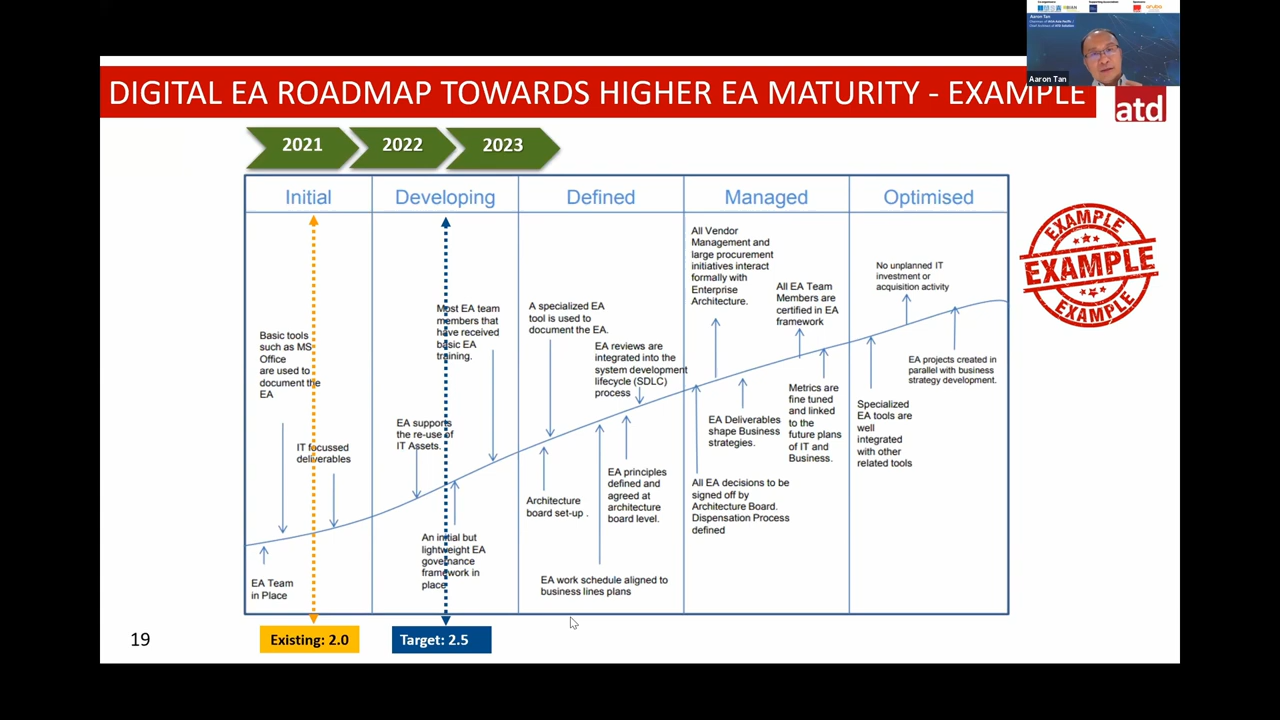 Aaron Tan
Aaron Tan
DIGITAL EA ROADMAP TOWARDS HIGHER EA MATURITY - EXAMPLE
atd
2021
2022
2023
Initial
Developing
Defined
Managed
Optimised
Basic tools
such as MS
Office
are used to
document the
EA
IT focussed
deliverables
EA Team
in Place
Most EA team
members that
have received
basic EA
training.
EA supports
the re-use of
IT Assets.
An initial but
lightweight EA
governance
framework in
place
A specialized EA
tool is used to
document the EA.
EA reviews are
integrated into the
system development
lifecycle (SDLC)
process
Architecture
board set-up .
EA principles
defined and
agreed at
architecture
board level.
EA work schedule aligned to
business lines plans
All Vendor
Management and
large procurement
initiatives interact
formally with
Enterprise
Architecture.
All EA Team
Members are
certified in EA
framework
EA Deliverables
shape Business
strategies.
Metrics are
fine tuned
and linked
to the
future plans
of IT and
Business.
All EA decisions to be
signed off by
Architecture Board.
Dispensation Process
defined
No unplanned IT
investment or
acquisition activity
EA projects created in
parallel with business
strategy development.
Specialized
EA tools are
well
integrated
with other
related tools
EXAMPLE
EXAMPLE
EXAMPLE
19
Existing: 2.0
Target: 2.5